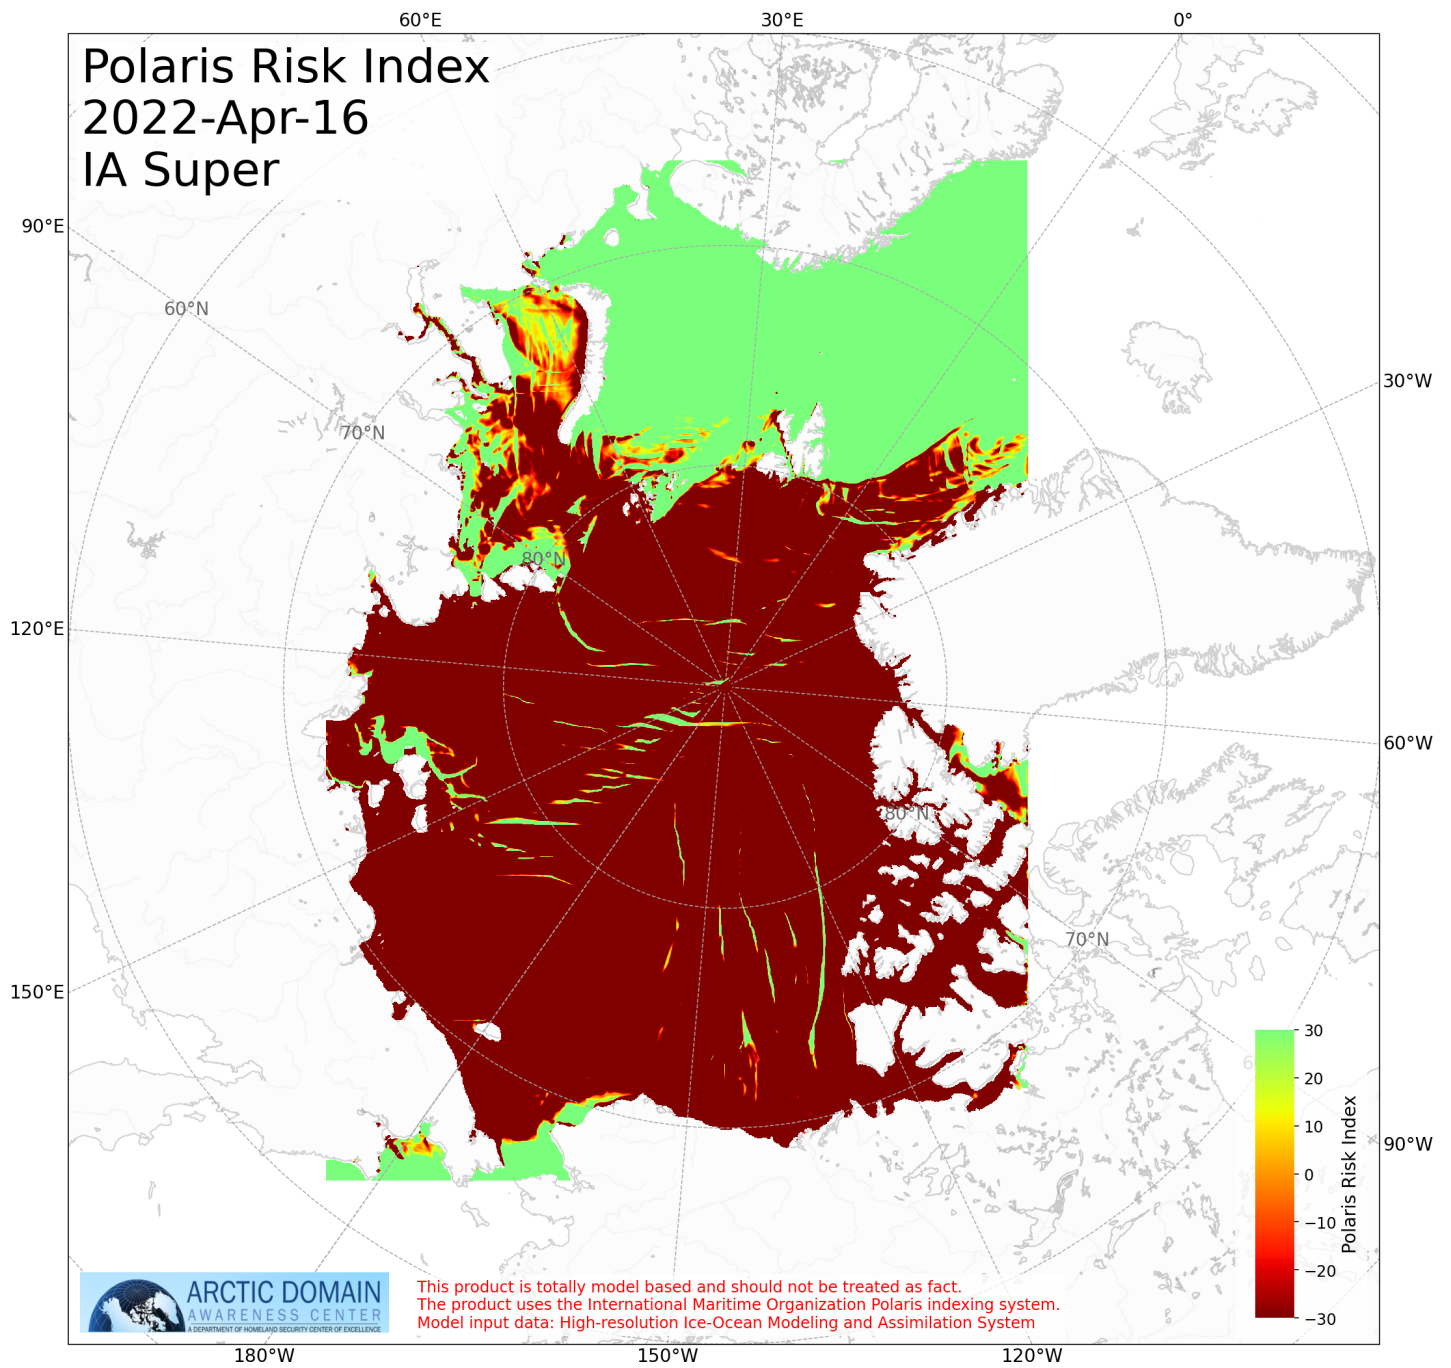 60°E
30°E
0°
Polaris Risk Index
2022-Apr-16
IA Super
90°E
60°N
30°W
70°N
80°N
120°E
60°W
80°N
70°N
150°E
30
20
10
0
−10
−20
−30
Polaris Risk Index
90°W
ARCTIC DOMAIN
AWARENESS CENTER
A DEPARTMENT OF HOMELAND SECURITY CENTER OF EXCELLENCE
This product is totally model based and should not be treated as fact.
The product uses the International Maritime Organization Polaris indexing system.
Model input data: High-resolution Ice-Ocean Modeling and Assimilation System
180°W
150°W
120°W